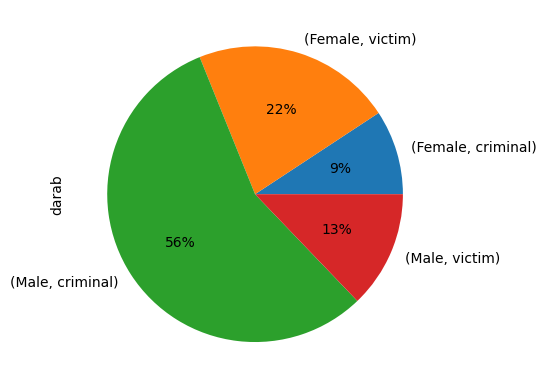 (Female, victim)
22%
(Female, criminal)
9%
darab
13%
56%
(Male, victim)
(Male, criminal)